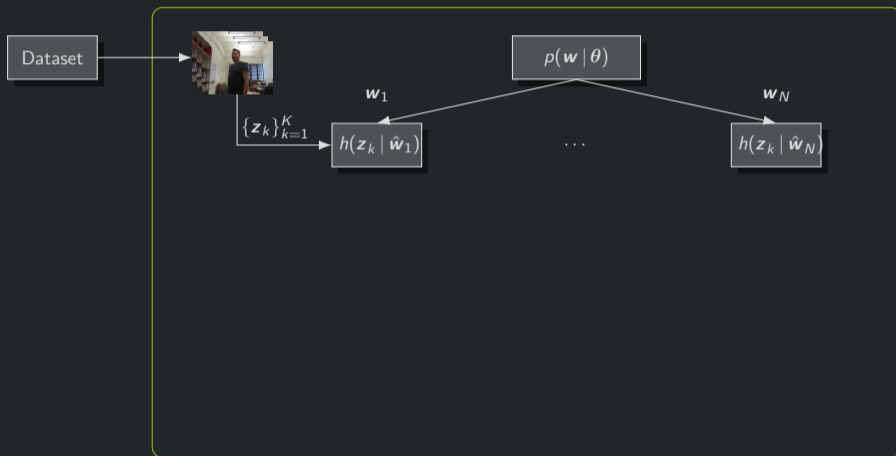 Dataset
p(w | θ)
w₁
w_N
{z_k}_{k=1}^K
h(z_k | ŵ₁)
...
h(z_k | ŵ_N)